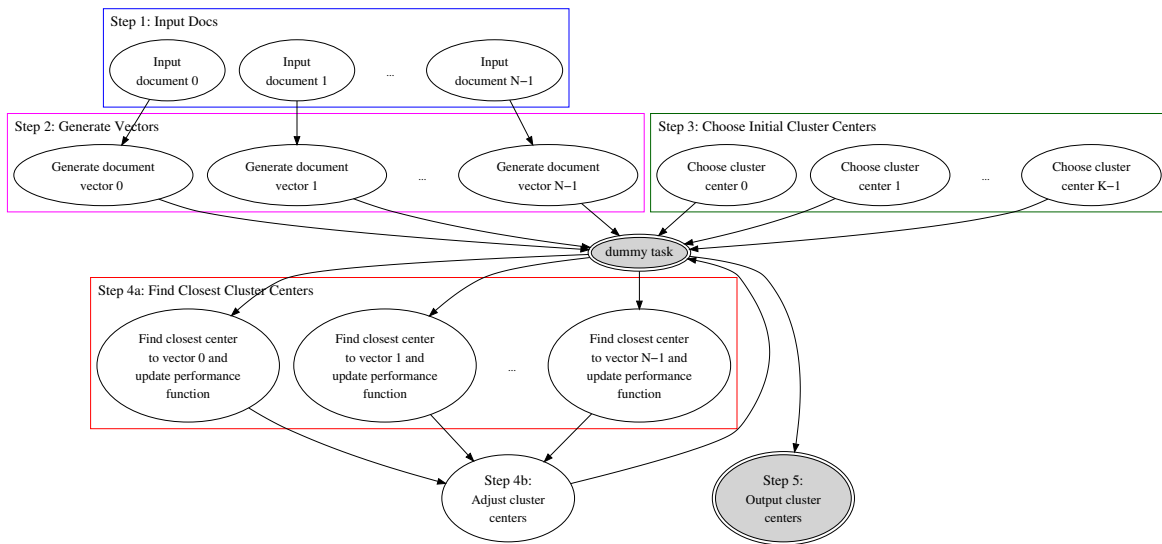 Step 1: Input Docs
Input
document 0
Input
document 1
...
Input
document N−1
Step 2: Generate Vectors
Generate document
vector 0
Generate document
vector 1
...
Generate document
vector N−1
Step 3: Choose Initial Cluster Centers
Choose cluster
center 0
Choose cluster
center 1
...
Choose cluster
center K-1
dummy task
Step 4a: Find Closest Cluster Centers
Find closest center
to vector 0 and
update performance
function
Find closest center
to vector 1 and
update performance
function
...
Find closest center
to vector N−1 and
update performance
function
Step 4b:
Adjust cluster
centers
Step 5:
Output cluster
centers